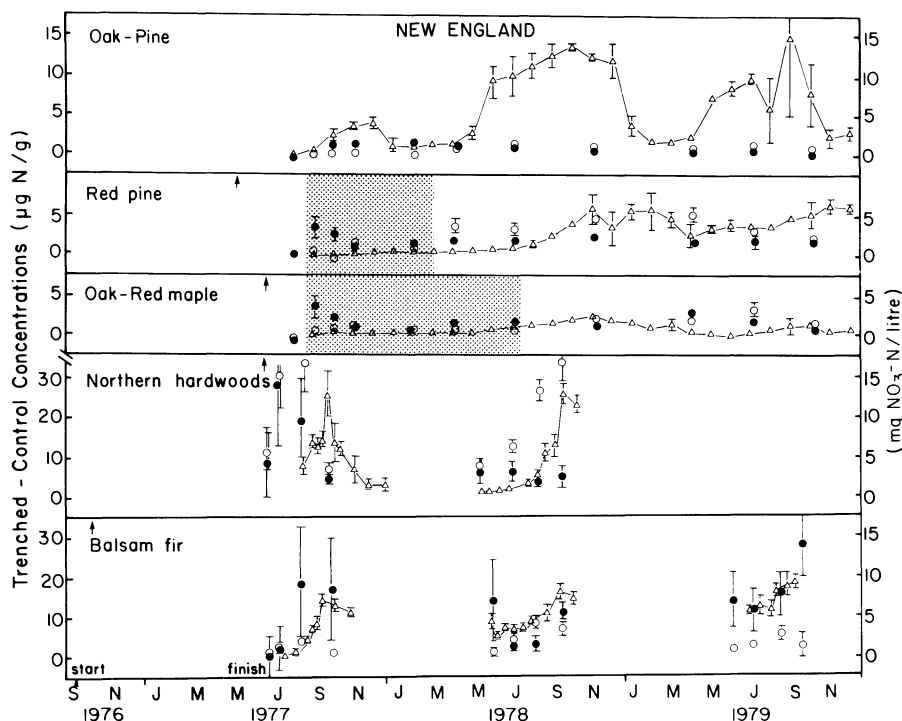 NEW ENGLAND
Oak-Pine
15
10
5
0
15
10
5
0
Red pine
5
0
5
0
Oak-Red maple
5
0
5
0
Northern hardwoods
30
20
10
0
15
10
5
0
Balsam fir
30
20
10
0
15
10
5
0
start
finish
Trenched - Control Concentrations (µg N/g)
(mg NO₃⁻-N/litre)
S N J M M J S N J M M J S N J M M J S N
1976 1977 1978 1979